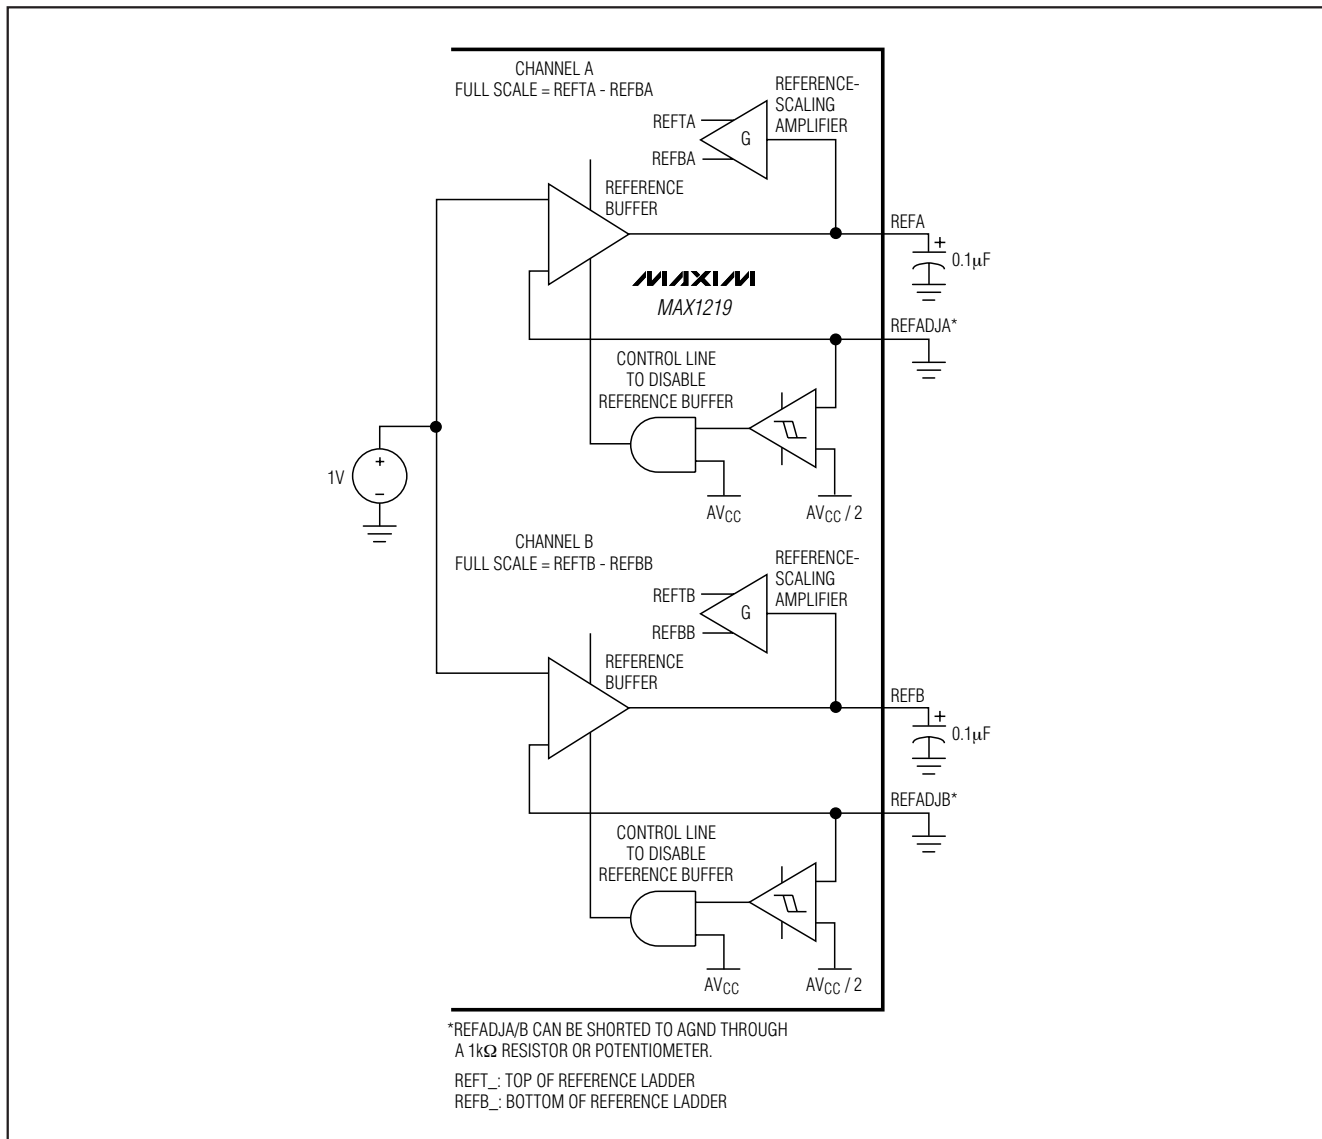 CHANNEL A
FULL SCALE = REFTA - REFBA
REFERENCE-
SCALING
AMPLIFIER
REFTA
G
REFBA
REFERENCE
BUFFER
REFA
+
0.1µF
MAXIM
MAX1219
REFADJA*
CONTROL LINE
TO DISABLE
REFERENCE BUFFER
1V
+
−
AVCC
AVCC / 2
CHANNEL B
FULL SCALE = REFTB - REFBB
REFERENCE-
SCALING
AMPLIFIER
REFTB
G
REFBB
REFERENCE
BUFFER
REFB
+
0.1µF
REFADJB*
CONTROL LINE
TO DISABLE
REFERENCE BUFFER
AVCC
AVCC / 2
*REFADJA/B CAN BE SHORTED TO AGND THROUGH
A 1kΩ RESISTOR OR POTENTIOMETER.
REFT_: TOP OF REFERENCE LADDER
REFB_: BOTTOM OF REFERENCE LADDER